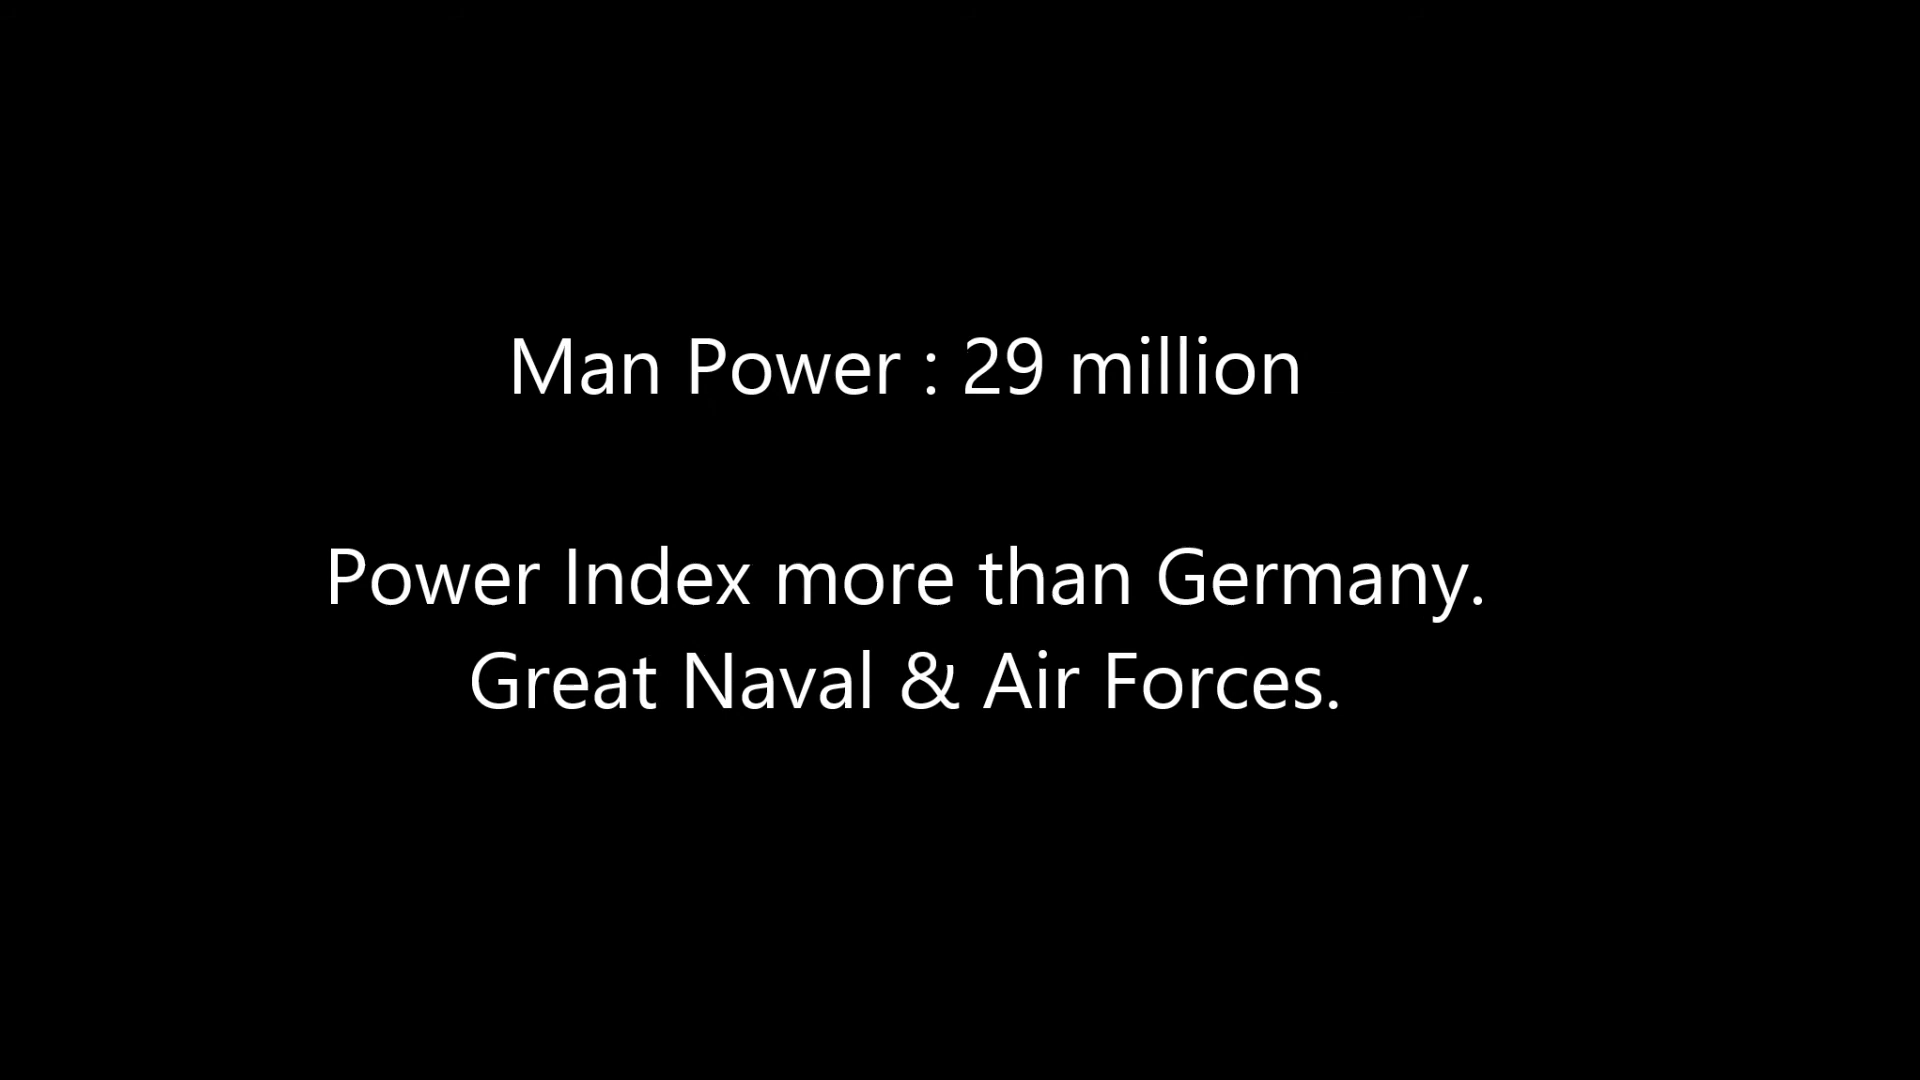 Man Power : 29 million
Power Index more than Germany.
Great Naval & Air Forces.